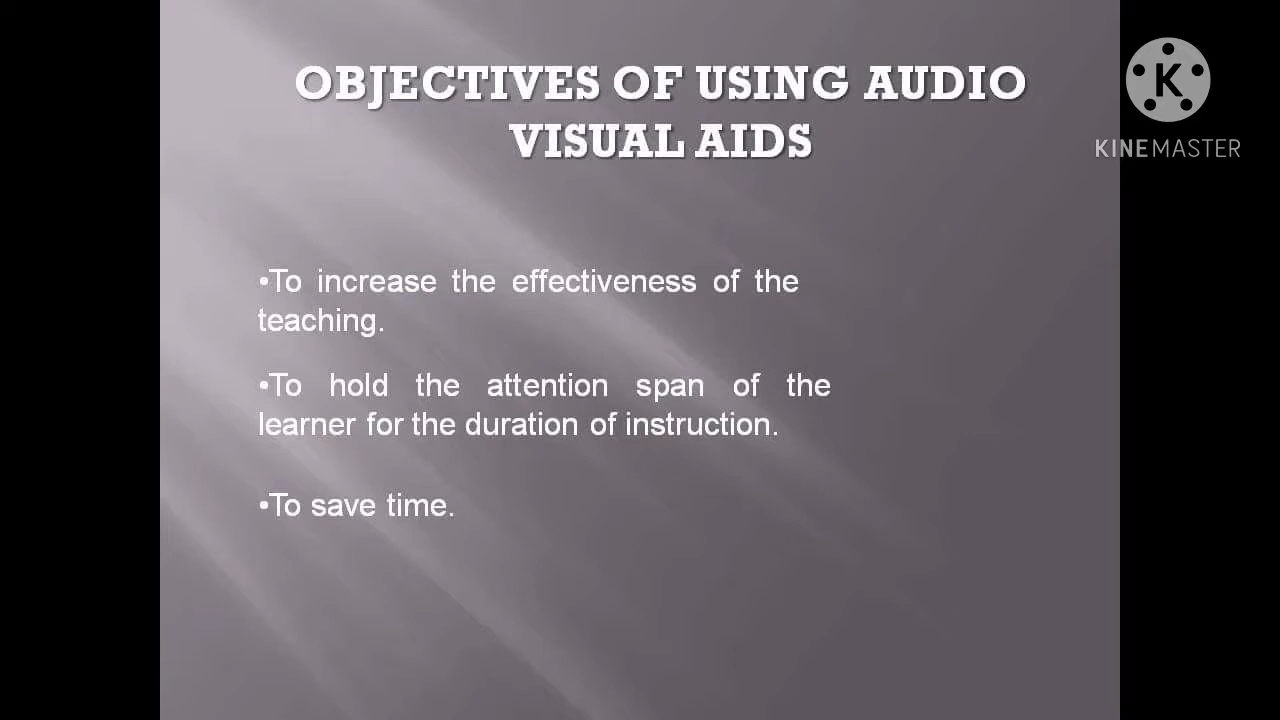 OBJECTIVES OF USING AUDIO
VISUAL AIDS
K
KINEMASTER
•To increase the effectiveness of the
teaching.
•To hold the attention span of the
learner for the duration of instruction.
•To save time.